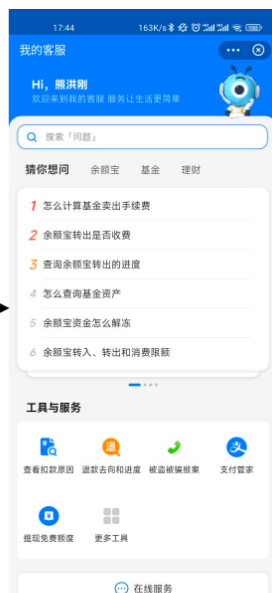 17:44 163K/s
我的客服
Hi，熊洪刚
欢迎来到我的客服 服务让生活更简单
搜索「问题」
猜你想问 余额宝 基金 理财
1 怎么计算基金卖出手续费
2 余额宝转出是否收费
3 查询余额宝转出的进度
4 怎么查询基金资产
5 余额宝资金怎么解冻
6 余额宝转入、转出和消费限额
工具与服务
查看扣款原因 退款去向和进度 被盗被骗报案 支付管家
提现免费额度 更多工具
在线服务